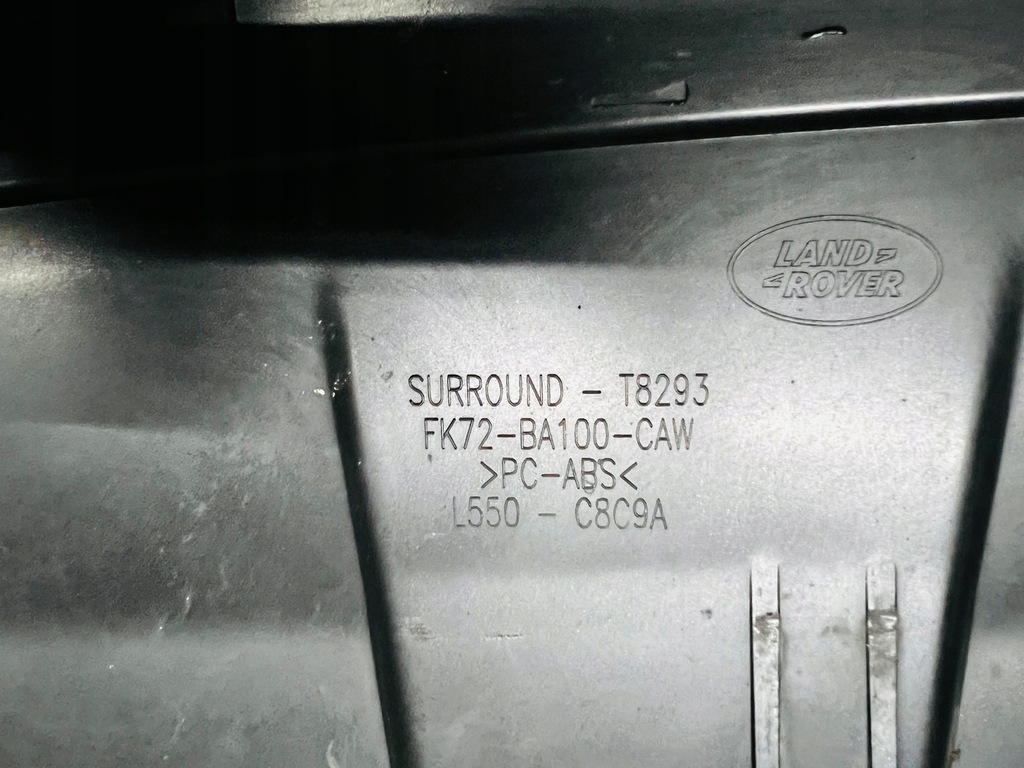 LAND
ROVER
SURROUND - T8293
FK72-BA100-CAW
>PC-ABS<
L550 - C8C9A